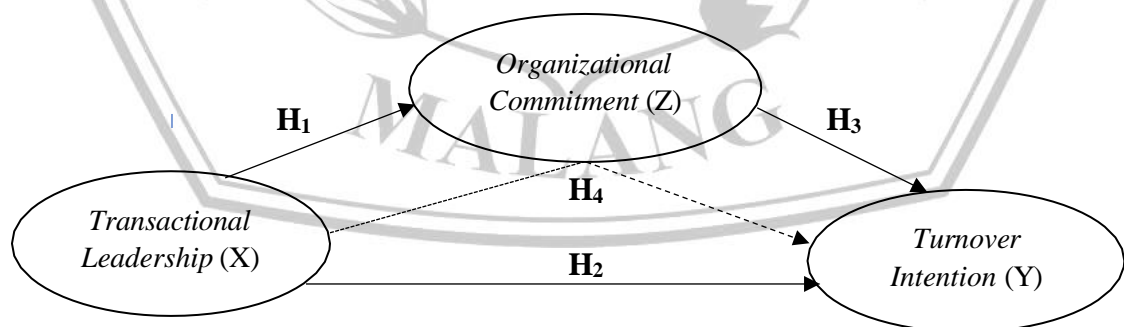 Organizational
Commitment (Z)
H1
H3
MALANG
H4
Transactional
Leadership (X)
Turnover
Intention (Y)
H2